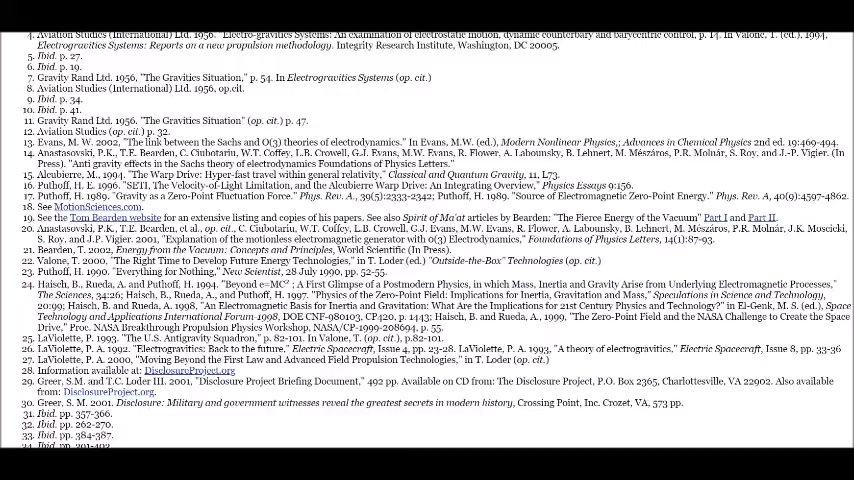 4. Aviation Studies (International) Ltd. 1956. "Electro-gravitics Systems: An examination of electrostatic motion, dynamic counterbary and barycentric control, p. 14. In Valone, T. (ed.), 1994,
Electrogravitics Systems: Reports on a new propulsion methodology. Integrity Research Institute, Washington, DC 20005.
5. Ibid. p. 27.
6. Ibid. p. 19.
7. Gravity Rand Ltd. 1956, "The Gravitics Situation," p. 54. In Electrogravitics Systems (op. cit.)
8. Aviation Studies (International) Ltd. 1956, op.cit.
9. Ibid. p. 34.
10. Ibid. p. 41.
11. Gravity Rand Ltd. 1956. "The Gravitics Situation" (op. cit.) p. 47.
12. Aviation Studies (op. cit.) p. 32.
13. Evans, M. W. 2002, "The link between the Sachs and O(3) theories of electrodynamics." In Evans, M.W. (ed.), Modern Nonlinear Physics,; Advances in Chemical Physics 2nd ed. 19:469-494.
14. Anastasovski, P.K., T.E. Bearden, C. Ciubotariu, W.T. Coffey, L.B. Crowell, G.J. Evans, M.W. Evans, R. Flower, A. Labounsky, B. Lehnert, M. Mészáros, P.R. Molnár, S. Roy, and J.-P. Vigier. (In
Press). "Anti gravity effects in the Sachs theory of electrodynamics Foundations of Physics Letters."
15. Alcubierre, M., 1994. "The Warp Drive: Hyper-fast travel within general relativity," Classical and Quantum Gravity, 11, L73.
16. Puthoff, H. E. 1996. "SETI, The Velocity-of-Light Limitation, and the Alcubierre Warp Drive: An Integrating Overview," Physics Essays 9:156.
17. Puthoff, H. 1989. "Gravity as a Zero-Point Fluctuation Force." Phys. Rev. A., 39(5):2333-2342; Puthoff, H. 1989. "Source of Electromagnetic Zero-Point Energy." Phys. Rev. A, 40(9):4597-4862.
18. See MotionSciences.com.
19. See the Tom Bearden website for an extensive listing and copies of his papers. See also Spirit of Ma'at articles by Bearden: "The Fierce Energy of the Vacuum" Part I and Part II.
20. Anastasovski, P.K., T.E. Bearden, et al., op. cit., C. Ciubotariu, W.T. Coffey, L.B. Crowell, G.J. Evans, M.W. Evans, R. Flower, A. Labounsky, B. Lehnert, M. Mészáros, P.R. Molnár, J.K. Moscicki,
S. Roy, and J.P. Vigier. 2001, "Explanation of the motionless electromagnetic generator with o(3) Electrodynamics," Foundations of Physics Letters, 14(1):87-93.
21. Bearden, T. 2002, Energy from the Vacuum: Concepts and Principles, World Scientific (In Press).
22. Valone, T. 2000, "The Right Time to Develop Future Energy Technologies," in T. Loder (ed.) "Outside-the-Box" Technologies (op. cit.)
23. Puthoff, H. 1990. "Everything for Nothing," New Scientist, 28 July 1990, pp. 52-55.
24. Haisch, B., Rueda, A. and Puthoff, H. 1994. "Beyond e=MC² ; A First Glimpse of a Postmodern Physics, in which Mass, Inertia and Gravity Arise from Underlying Electromagnetic Processes,"
The Sciences, 34:26; Haisch, B., Rueda, A., and Puthoff, H. 1997. "Physics of the Zero-Point Field: Implications for Inertia, Gravitation and Mass," Speculations in Science and Technology,
20:99; Haisch, B. and Rueda, A. 1998, "An Electromagnetic Basis for Inertia and Gravitation: What Are the Implications for 21st Century Physics and Technology?" in El-Genk, M. S. (ed.), Space
Technology and Applications International Forum-1998, DOE CNF-980103, CP420, p. 1443; Haisch, B. and Rueda, A., 1999, "The Zero-Point Field and the NASA Challenge to Create the Space
Drive," Proc. NASA Breakthrough Propulsion Physics Workshop, NASA/CP-1999-208694, p. 55.
25. LaViolette, P. 1993. "The U.S. Antigravity Squadron," p. 82-101. In Valone, T. (op. cit.), p.82-101.
26. LaViolette, P.A. 1992. "Electrogravitics: Back to the future," Electric Spacecraft, Issue 4, pp. 23-28. LaViolette, P. A. 1993, "A theory of electrogravitics," Electric Spacecraft, Issue 8, pp. 33-36
27. LaViolette, P.A. 2000, "Moving Beyond the First Law and Advanced Field Propulsion Technologies," in T. Loder (op. cit.)
28. Information available at: DisclosureProject.org
29. Greer, S.M. and T.C. Loder III. 2001, "Disclosure Project Briefing Document," 492 pp. Available on CD from: The Disclosure Project, P.O. Box 2365, Charlottesville, VA 22902. Also available
from: DisclosureProject.org.
30. Greer, S. M. 2001. Disclosure: Military and government witnesses reveal the greatest secrets in modern history, Crossing Point, Inc. Crozet, VA, 573 pp.
31. Ibid. pp. 357-366.
32. Ibid. pp. 262-270.
33. Ibid. pp. 384-387.
34. Ibid. pp. 391-403.